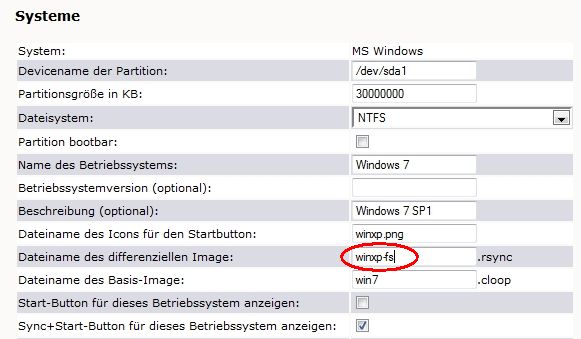 Systeme
System: MS Windows
Devicename der Partition: /dev/sda1
Partitionsgröße in KB: 30000000
Dateisystem: NTFS
Partition bootbar:
Name des Betriebssystems: Windows 7
Betriebssystemversion (optional):
Beschreibung (optional): Windows 7 SP1
Dateiname des Icons für den Startbutton: winxp.png
Dateiname des differenziellen Image: winxp-fs .rsync
Dateiname des Basis-Image: win7 .cloop
Start-Button für dieses Betriebssystem anzeigen:
Sync+Start-Button für dieses Betriebssystem anzeigen: